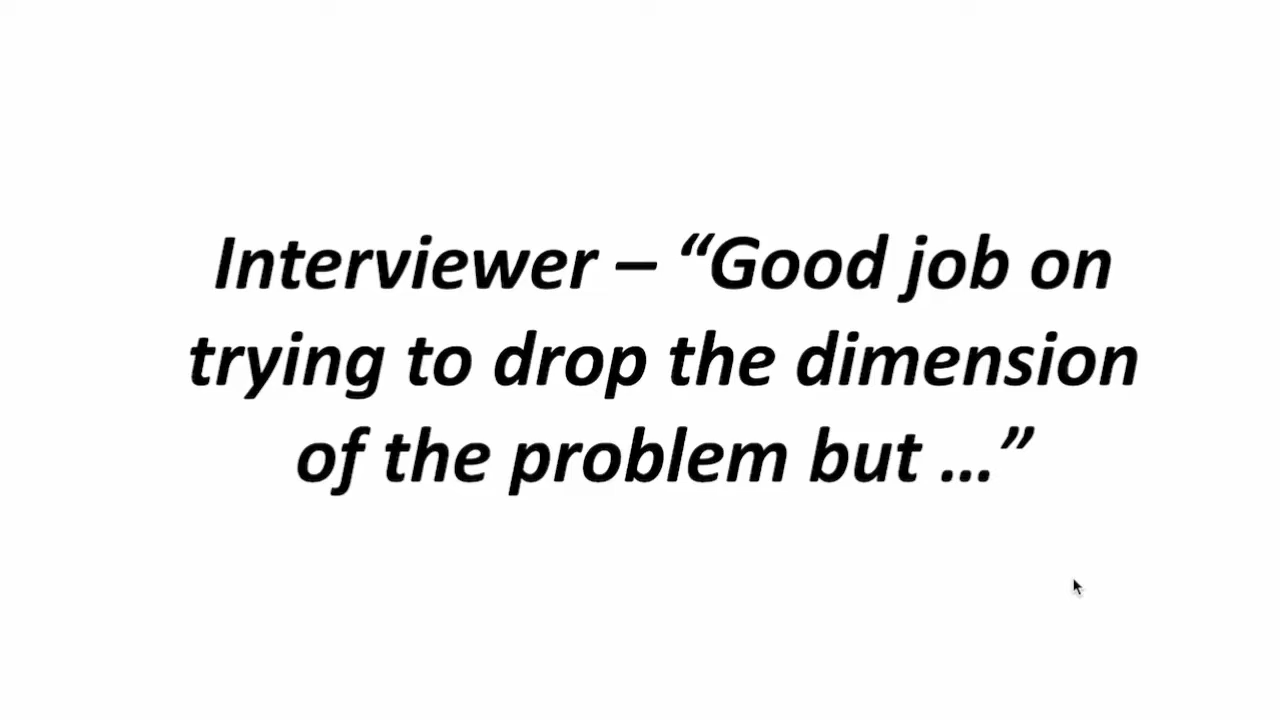 Interviewer – “Good job on
trying to drop the dimension
of the problem but …”